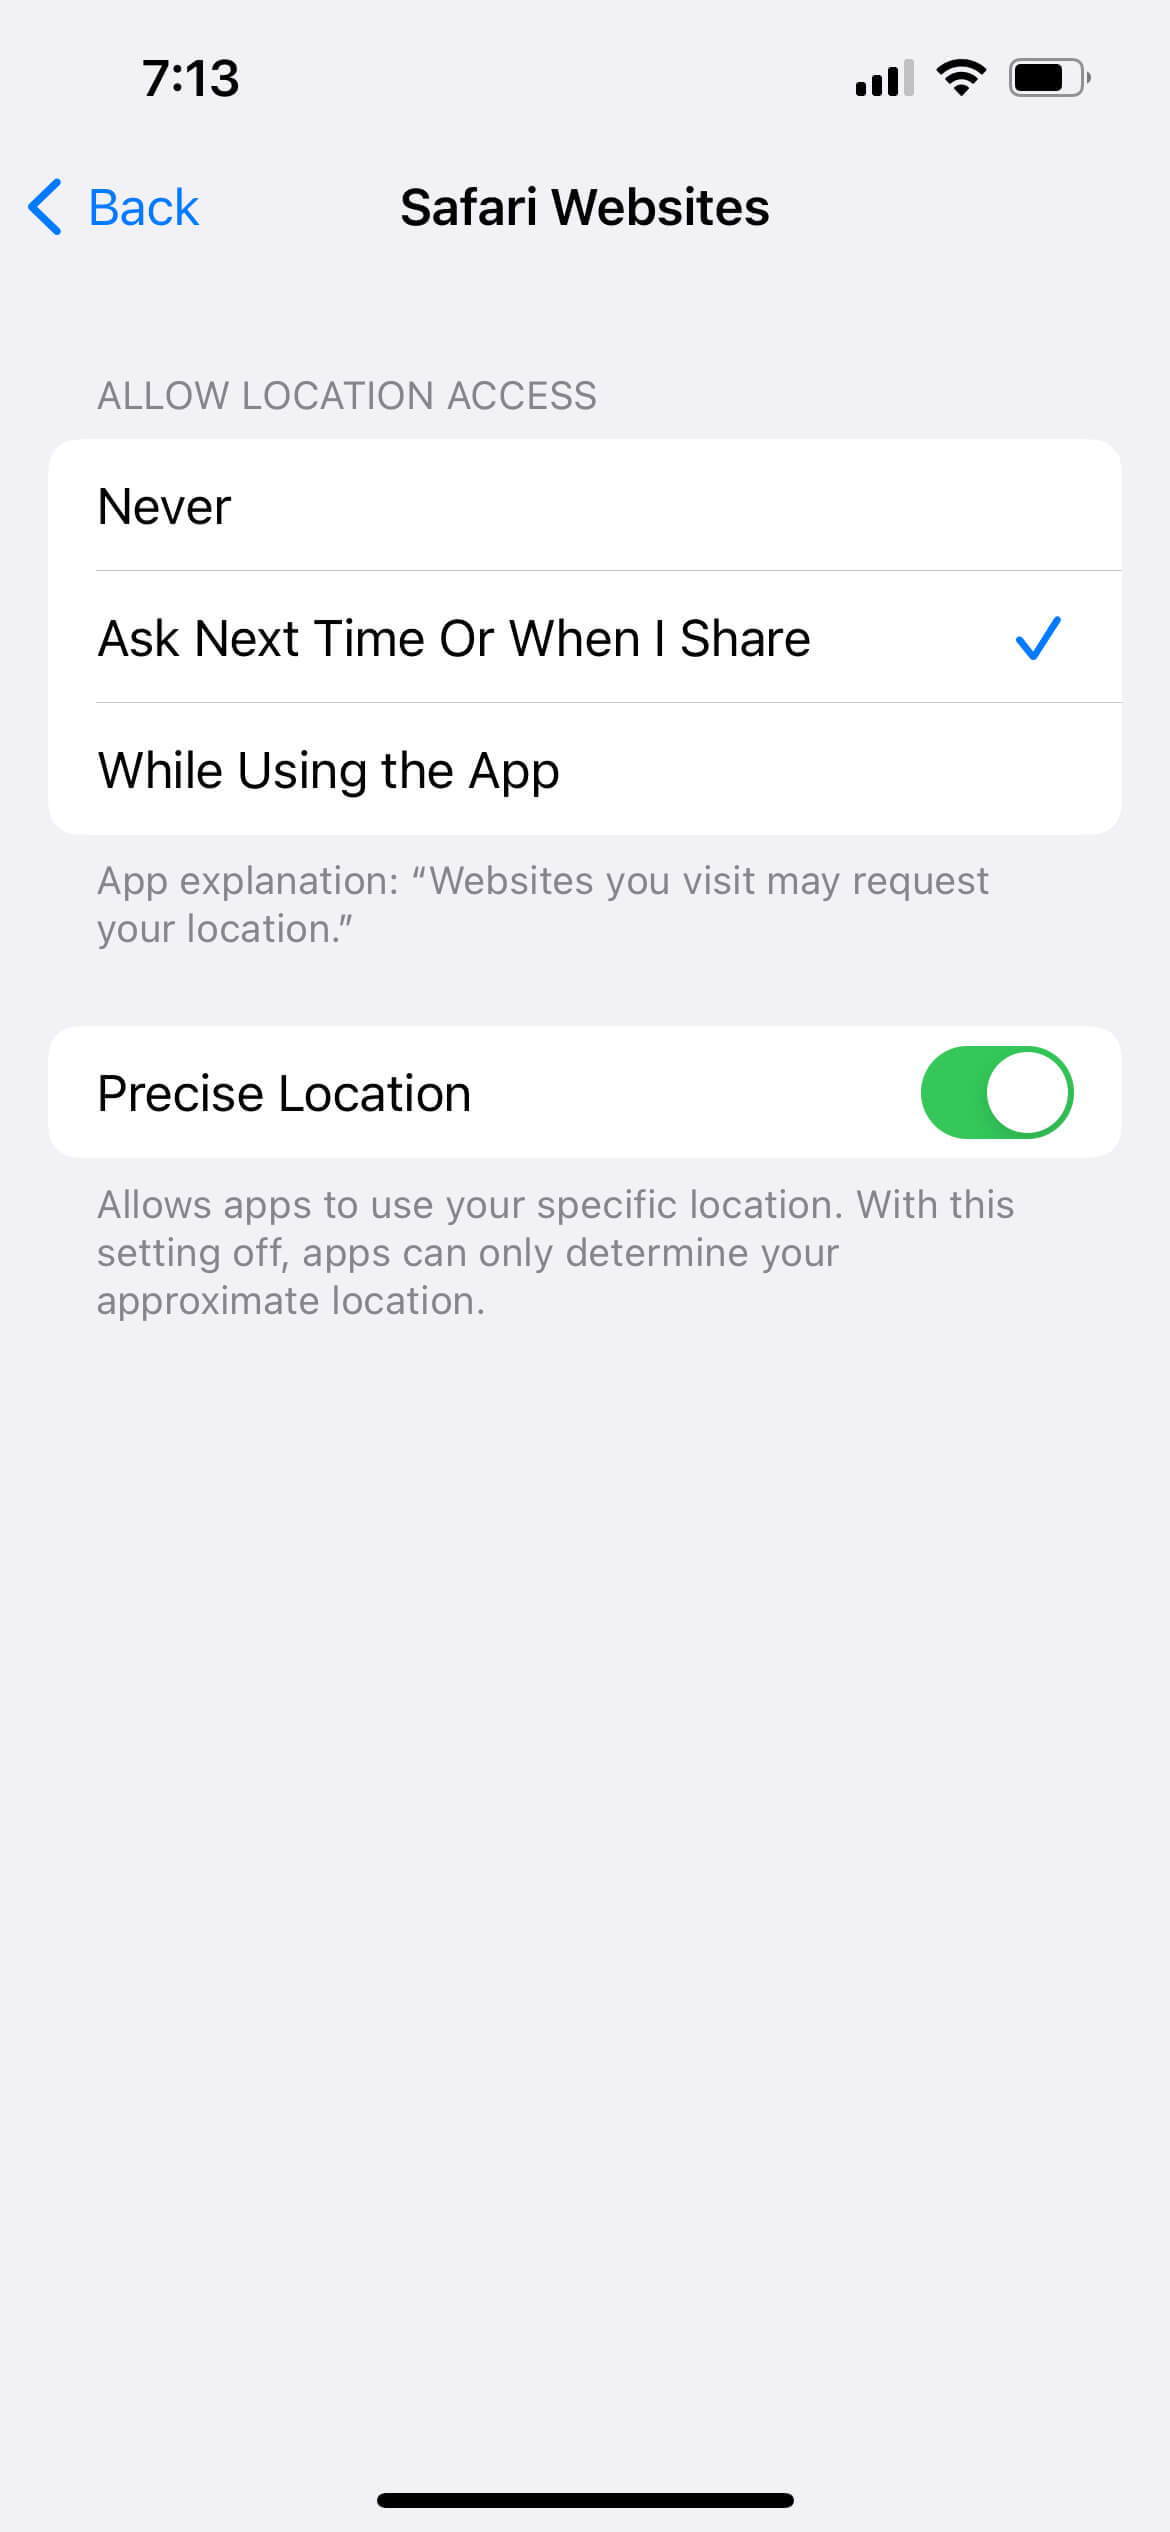 7:13
Back
Safari Websites
ALLOW LOCATION ACCESS
Never
Ask Next Time Or When I Share
While Using the App
App explanation: “Websites you visit may request
your location.”
Precise Location
Allows apps to use your specific location. With this
setting off, apps can only determine your
approximate location.